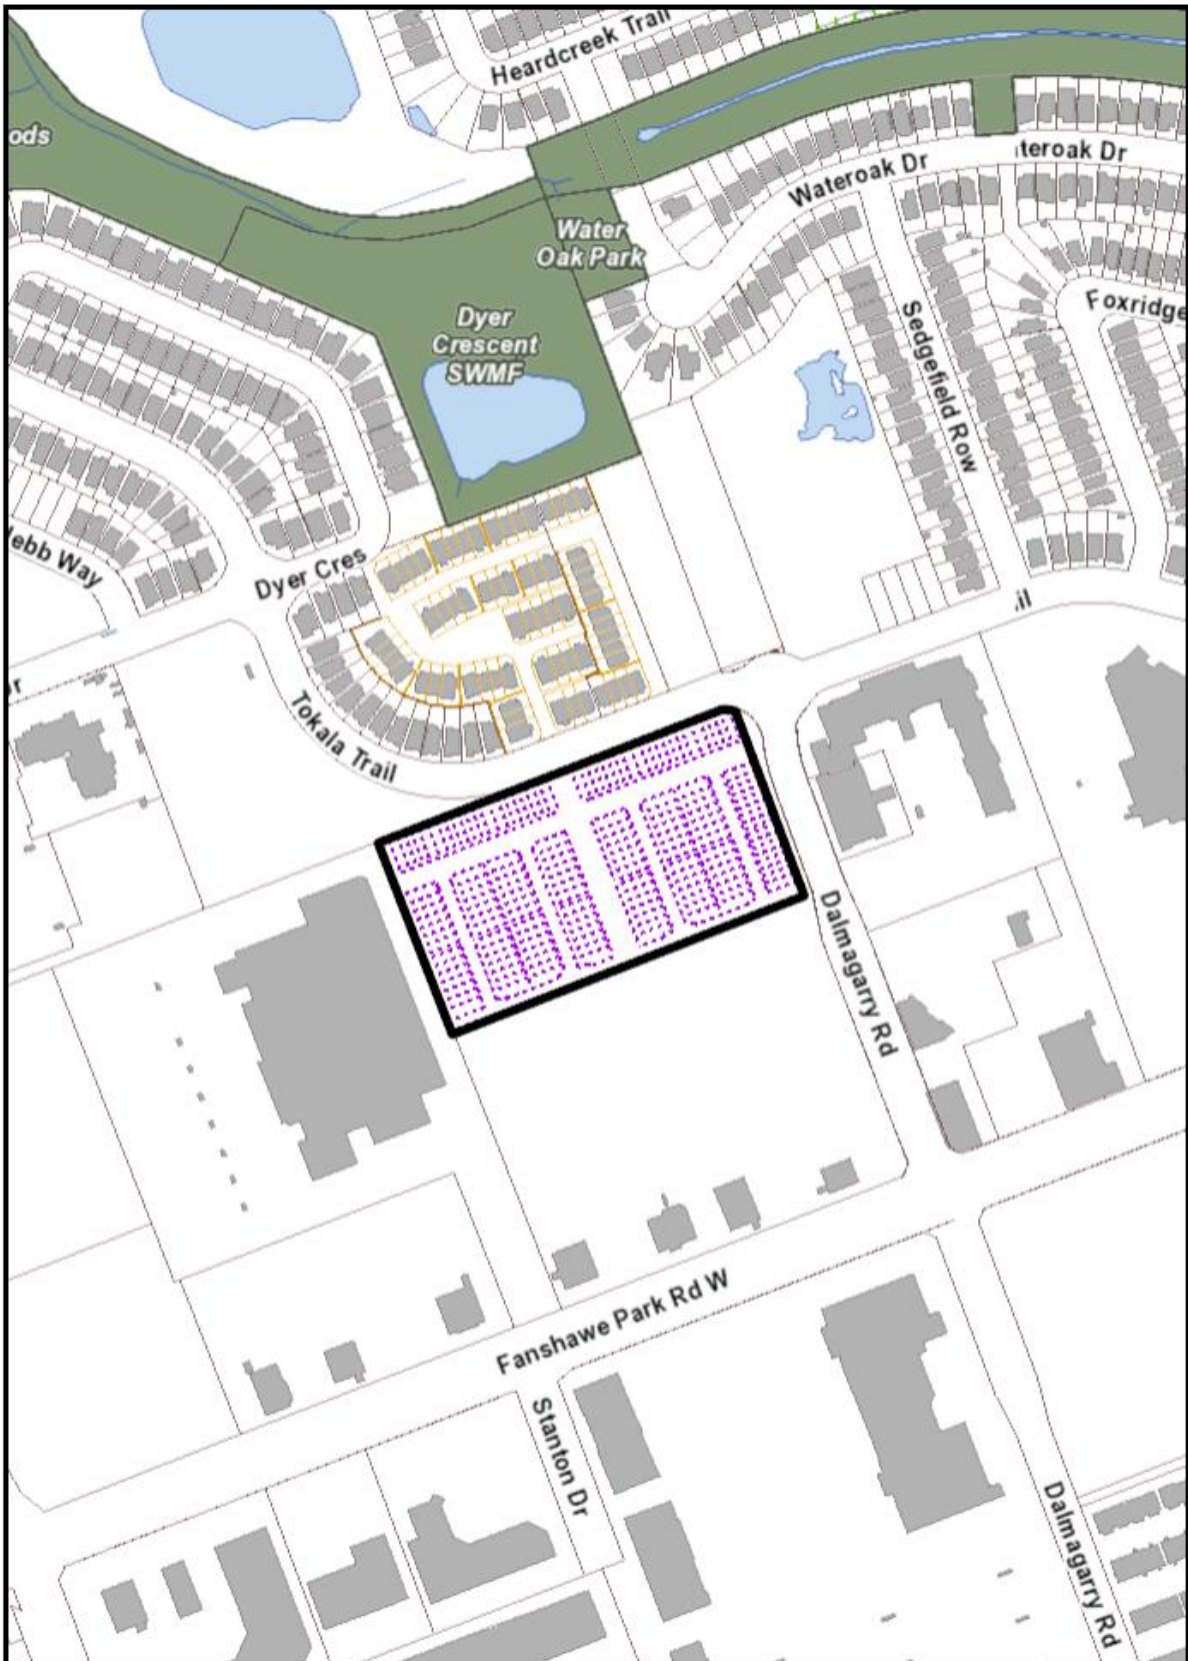 Heardcreek Trail
ods
Wateroak Dr
teroak Dr
Water
Oak Park
Foxridge
Dyer
Crescent
SWMF
Sedgefield Row
ebb Way
Dyer Cres
il
Tokala Trail
Dalmagarry Rd
Fanshawe Park Rd W
Stanton Dr
Dalmagarry Rd